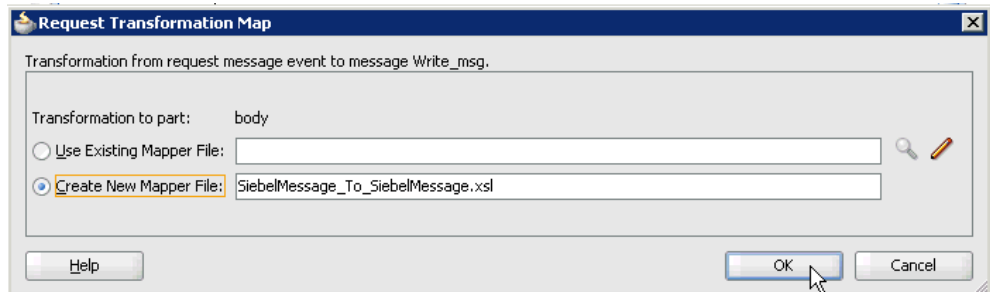 Request Transformation Map
Transformation from request message event to message Write_msg.
Transformation to part: body
Use Existing Mapper File:
Create New Mapper File: SiebelMessage_To_SiebelMessage.xsl
Help OK Cancel